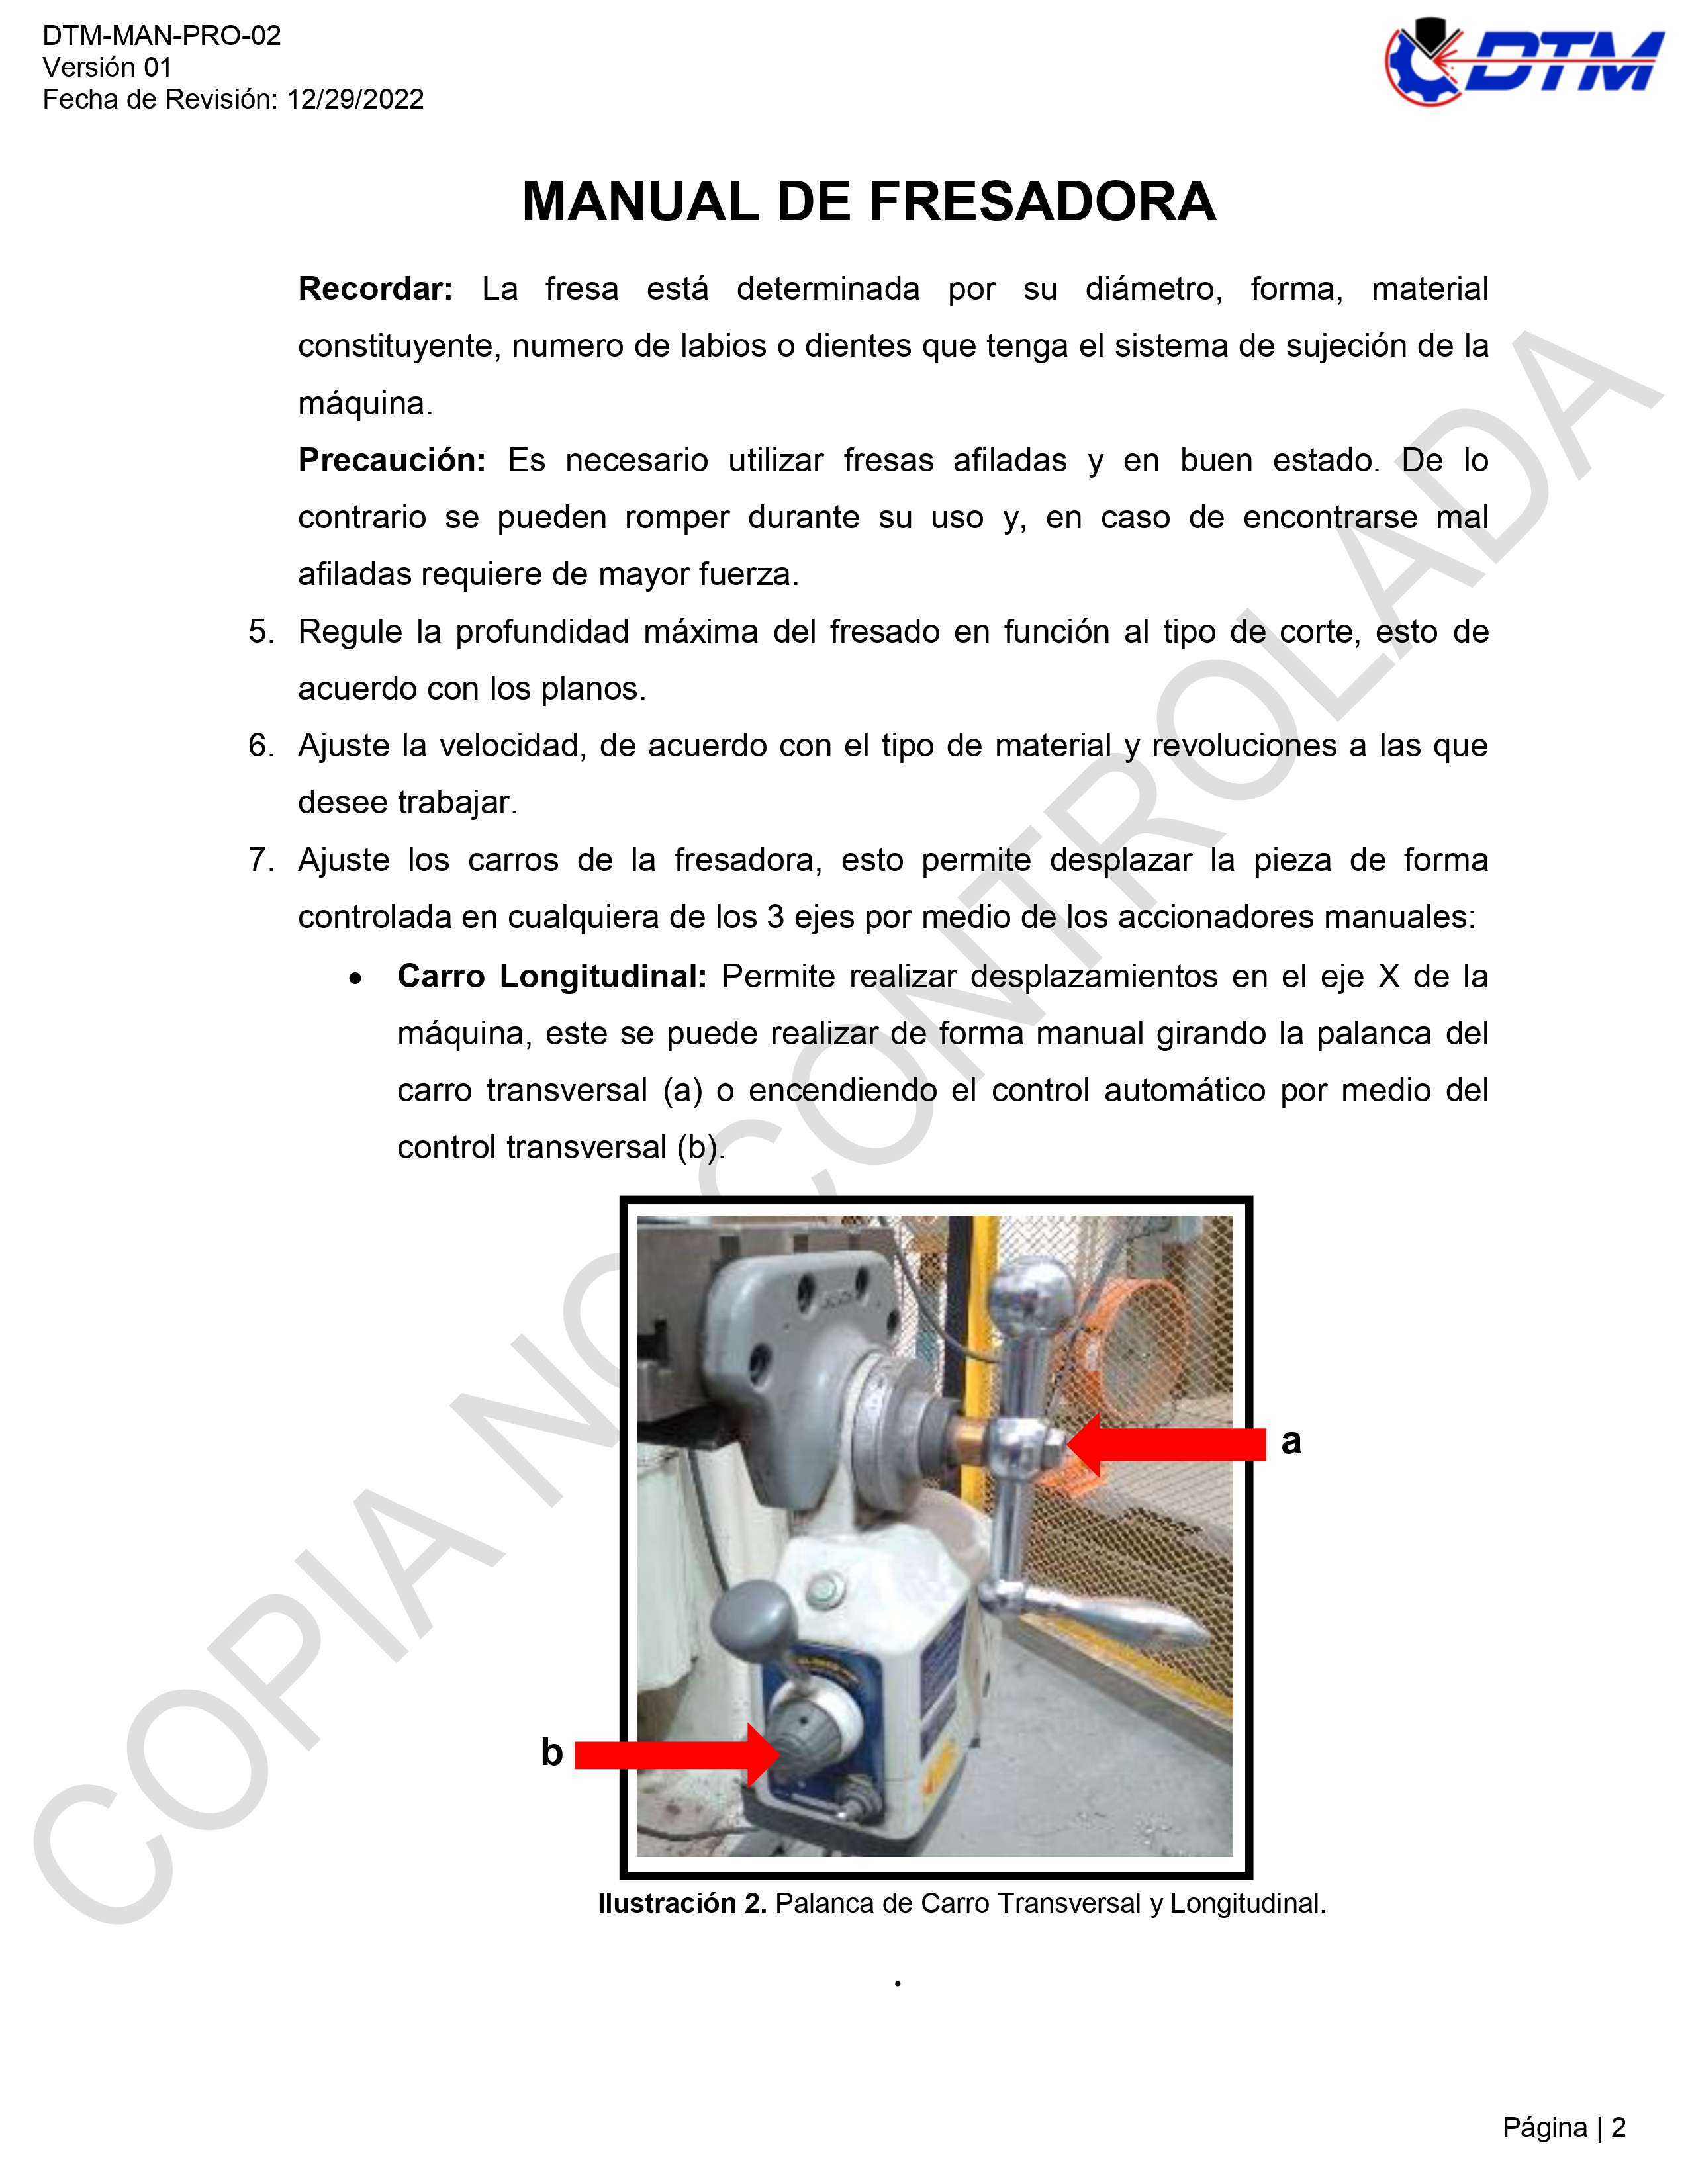 DTM-MAN-PRO-02
Versión 01
Fecha de Revisión: 12/29/2022
DTM
MANUAL DE FRESADORA
Recordar: La fresa está determinada por su diámetro, forma, material
constituyente, numero de labios o dientes que tenga el sistema de sujeción de la
máquina.
Precaución: Es necesario utilizar fresas afiladas y en buen estado. De lo
contrario se pueden romper durante su uso y, en caso de encontrarse mal
afiladas requiere de mayor fuerza.
5. Regule la profundidad máxima del fresado en función al tipo de corte, esto de
acuerdo con los planos.
6. Ajuste la velocidad, de acuerdo con el tipo de material y revoluciones a las que
desee trabajar.
7. Ajuste los carros de la fresadora, esto permite desplazar la pieza de forma
controlada en cualquiera de los 3 ejes por medio de los accionadores manuales:
• Carro Longitudinal: Permite realizar desplazamientos en el eje X de la
máquina, este se puede realizar de forma manual girando la palanca del
carro transversal (a) o encendiendo el control automático por medio del
control transversal (b).
a
b
Ilustración 2. Palanca de Carro Transversal y Longitudinal.
.
COPIA NO CONTROLADA
Página | 2